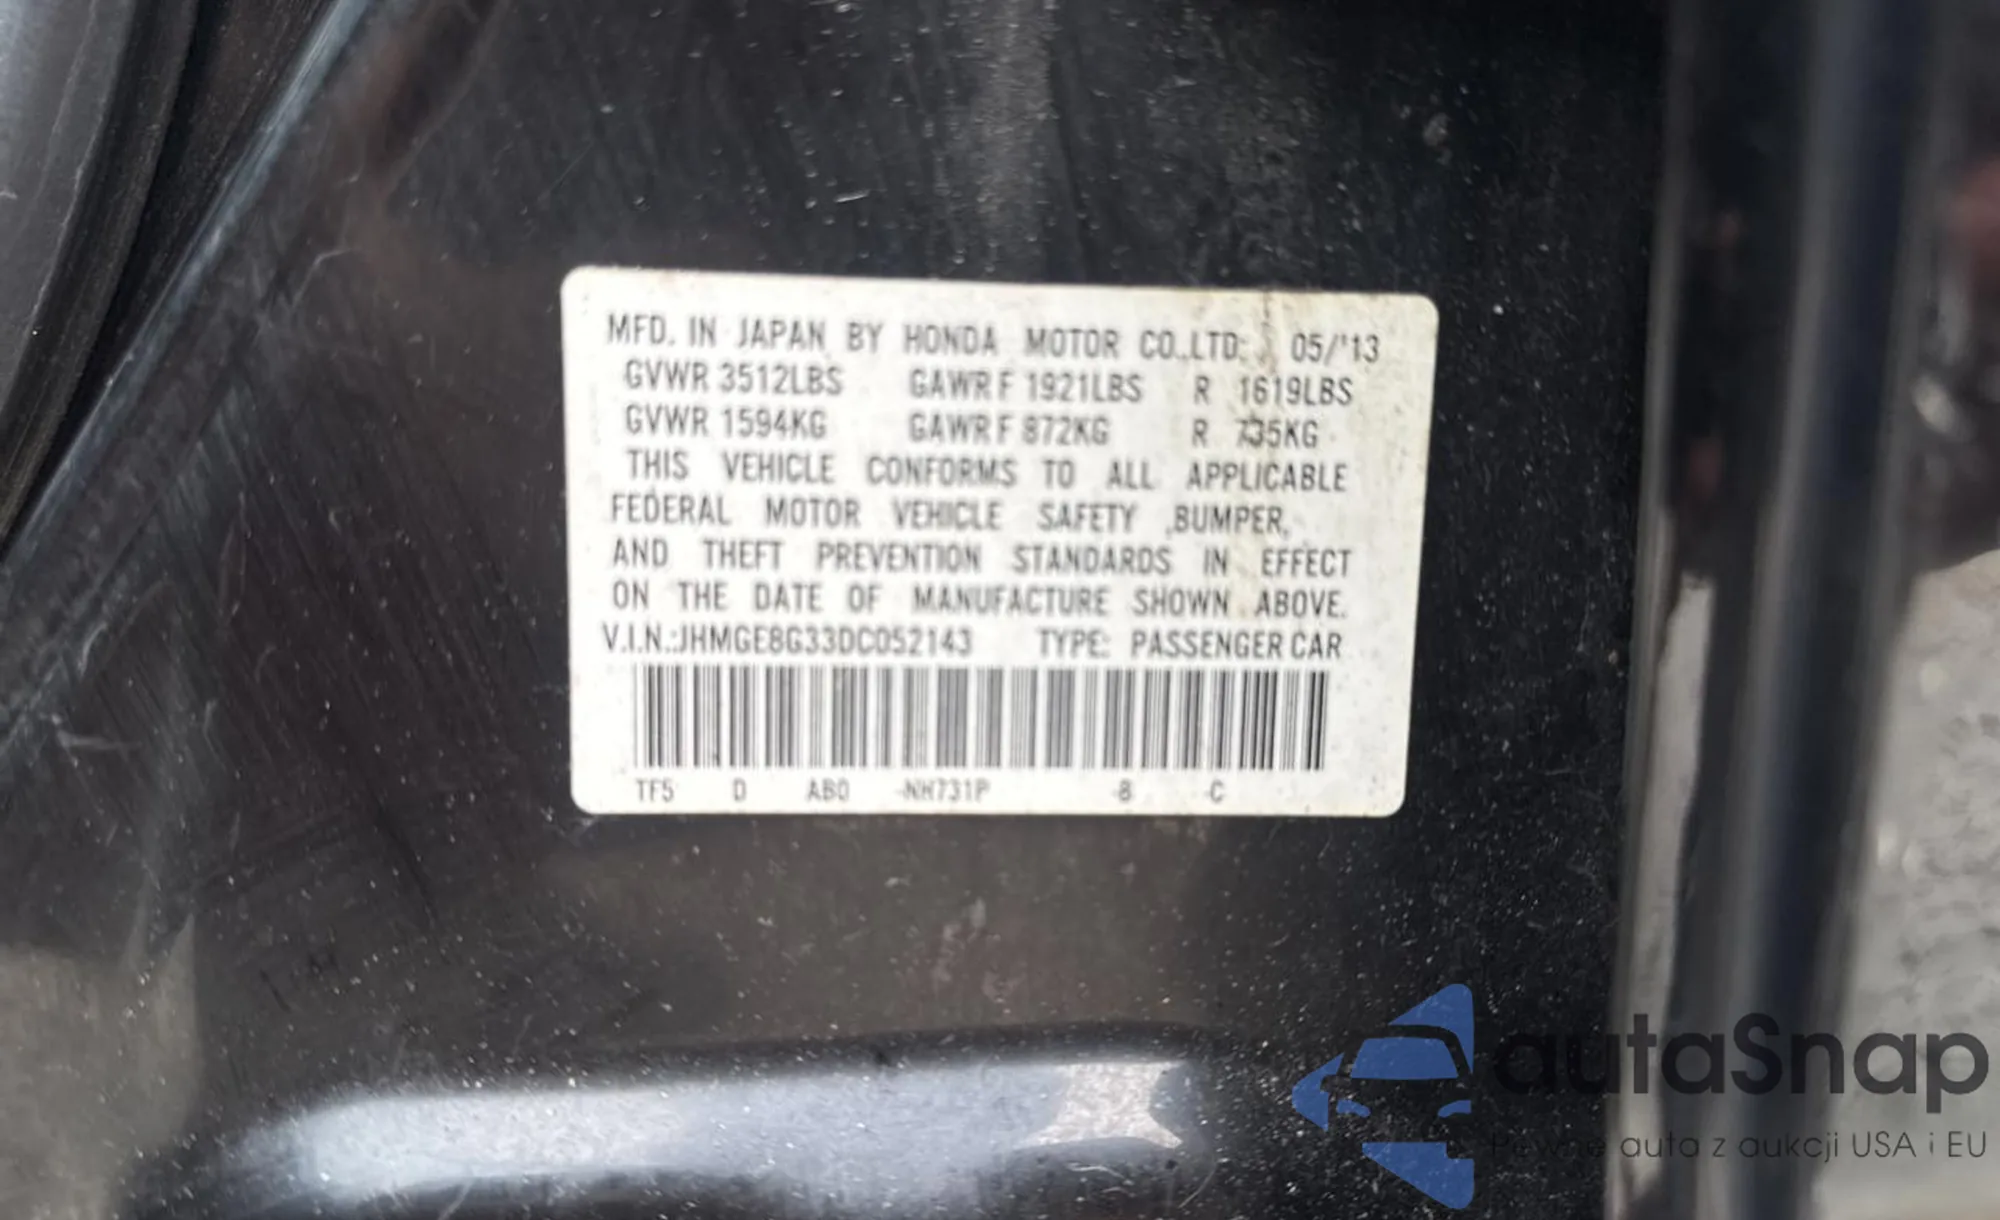 MFD. IN JAPAN BY HONDA MOTOR CO.,LTD. 05/'13
GVWR 3512LBS GAWR F 1921LBS R 1619LBS
GVWR 1594KG GAWR F 872KG R 735KG
THIS VEHICLE CONFORMS TO ALL APPLICABLE
FEDERAL MOTOR VEHICLE SAFETY ,BUMPER,
AND THEFT PREVENTION STANDARDS IN EFFECT
ON THE DATE OF MANUFACTURE SHOWN ABOVE.
V.I.N.:JHMGE8G33DC052143 TYPE: PASSENGER CAR
TF5 D AB0 -NH731P -8 -C
autaSnap
Pewne auta z aukcji USA i EU